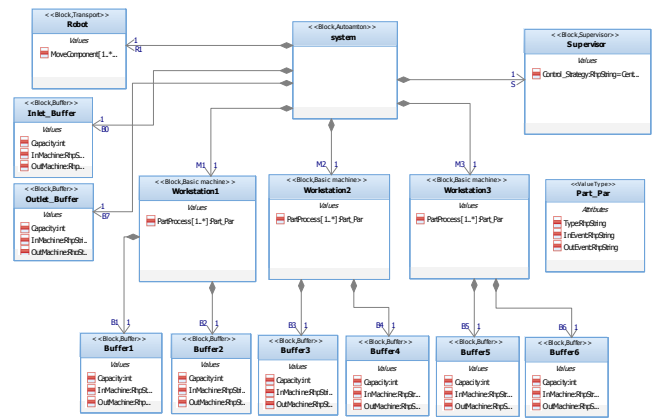 <<Block,Transport>>
Robot
Values
MoveComponent[1..*...
1
R1
<<Block,Autoanton>>
system
<<Block,Supervisor>>
Supervisor
Values
Control_Strategy:RhpString=Cent...
1
S
<<Block,Buffer>>
Inlet_Buffer
Values
Capacity:int
InMachine:RhpS...
OutMachine:Rhp...
1
B0
<<Block,Buffer>>
Outlet_Buffer
Values
Capacity:int
InMachine:RhpStri..
OutMachine:RhpSt...
1
B7
M1 1
M2 1
M3 1
<<Block,Basic machine>>
Workstation1
Values
PartProcess[1..*]:Part_Par
<<Block,Basic machine>>
Workstation2
Values
PartProcess[1..*]:Part_Par
<<Block,Basic machine>>
Workstation3
Values
PartProcess[1..*]:Part_Par
<<ValueType>>
Part_Par
Attributes
Type:RhpString
InEvent:RhpString
OutEvent:RhpString
B1 1
B2 1
B3 1
B4 1
B5 1
B6 1
<<Block,Buffer>>
Buffer1
Values
Capacity:int
InMachine:RhpSt...
OutMachine:Rhp...
<<Block,Buffer>>
Buffer2
Values
Capacity:int
InMachine:RhpStri..
OutMachine:RhpSt...
<<Block,Buffer>>
Buffer3
Values
Capacity:int
InMachine:RhpStri...
OutMachine:RhpSt...
<<Block,Buffer>>
Buffer4
Values
Capacity:int
InMachine:RhpStr...
OutMachine:RhpS...
<<Block,Buffer>>
Buffer5
Values
Capacity:int
InMachine:RhpStr...
OutMachine:RhpS...
<<Block,Buffer>>
Buffer6
Values
Capacity:int
InMachine:RhpStr...
OutMachine:RhpS...